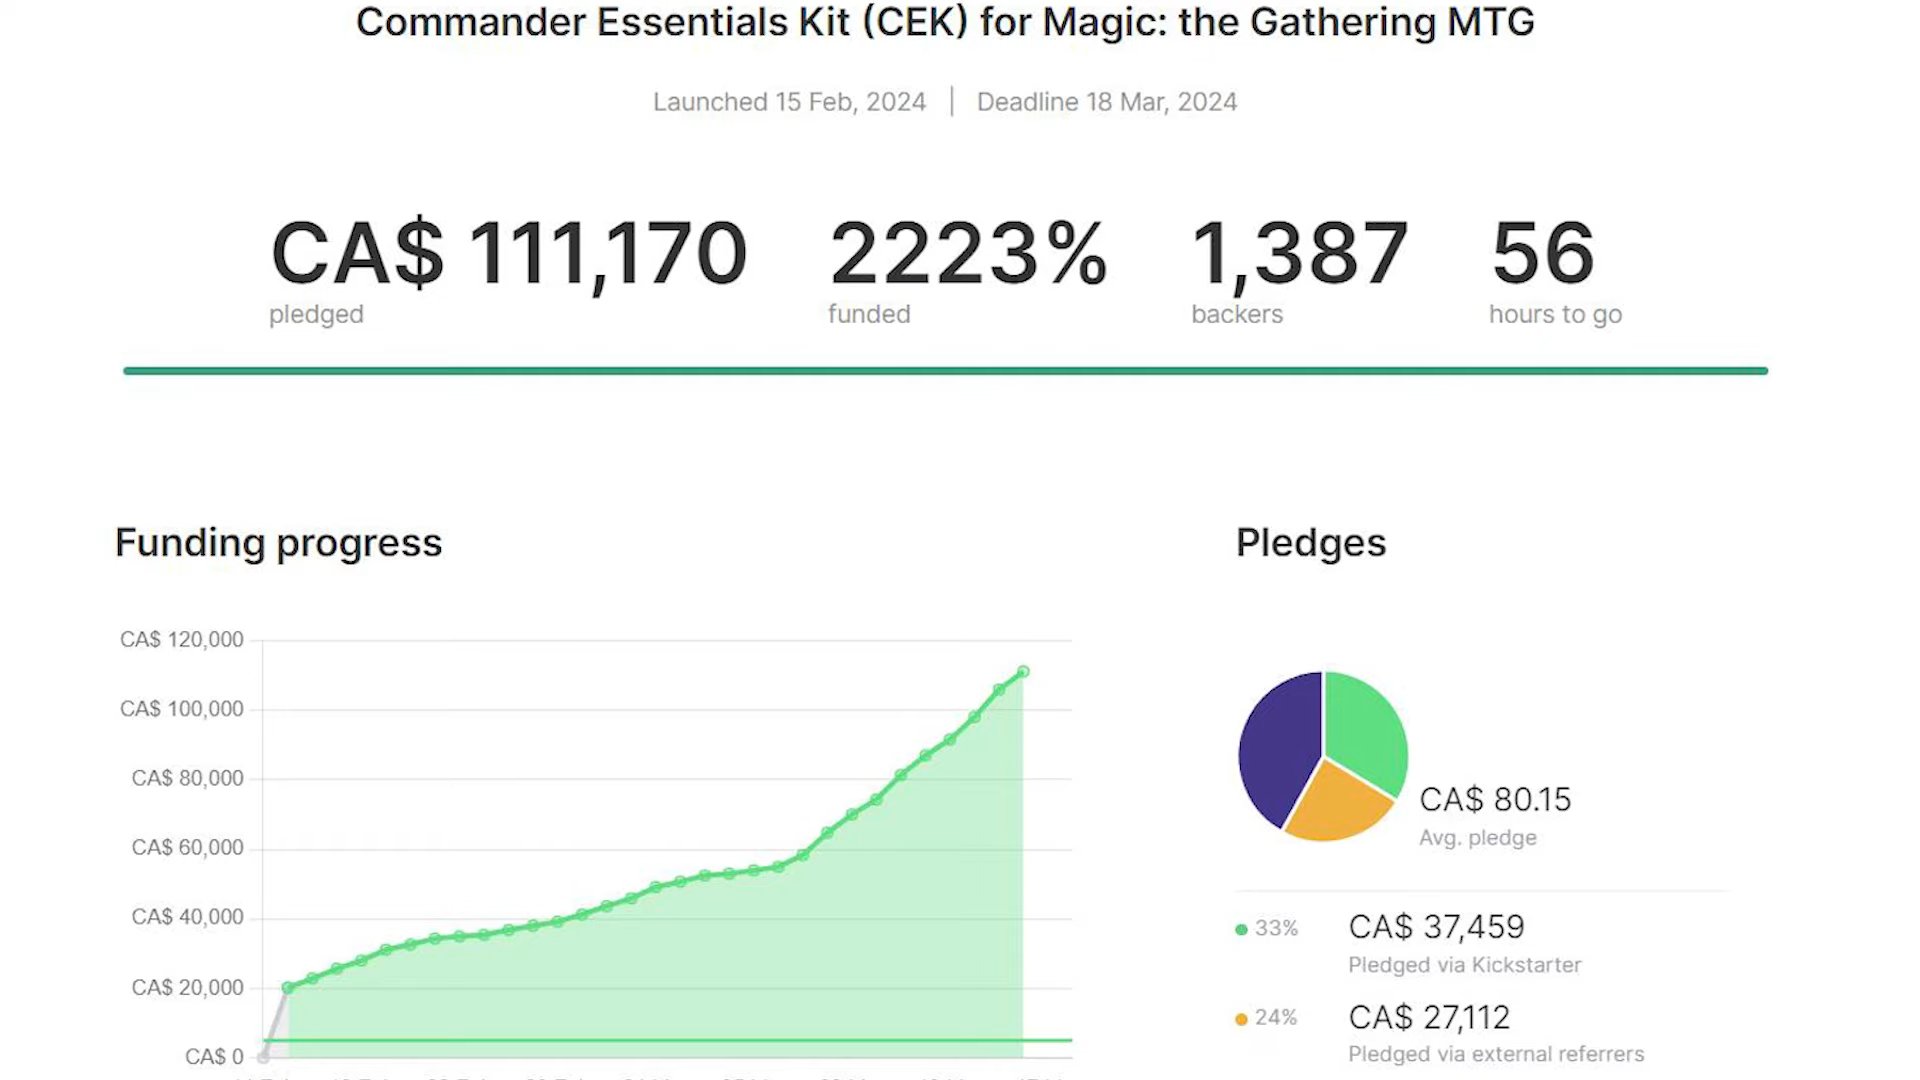 Commander Essentials Kit (CEK) for Magic: the Gathering MTG
Launched 15 Feb, 2024 | Deadline 18 Mar, 2024
CA$ 111,170 2223% 1,387 56
pledged funded backers hours to go
Funding progress Pledges
CA$ 120,000
CA$ 100,000
CA$ 80,000
CA$ 60,000
CA$ 40,000
CA$ 20,000
CA$ 0
CA$ 80.15
Avg. pledge
33% CA$ 37,459
Pledged via Kickstarter
24% CA$ 27,112
Pledged via external referrers